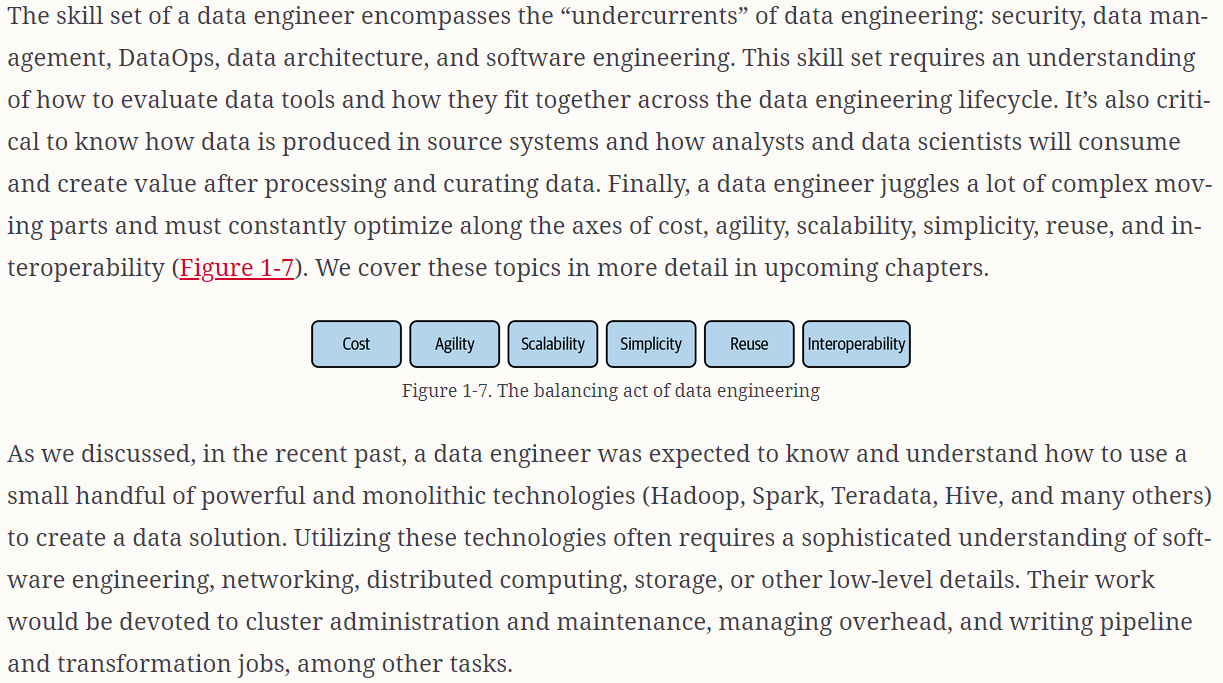 The skill set of a data engineer encompasses the “undercurrents” of data engineering: security, data man-
agement, DataOps, data architecture, and software engineering. This skill set requires an understanding
of how to evaluate data tools and how they fit together across the data engineering lifecycle. It’s also criti-
cal to know how data is produced in source systems and how analysts and data scientists will consume
and create value after processing and curating data. Finally, a data engineer juggles a lot of complex mov-
ing parts and must constantly optimize along the axes of cost, agility, scalability, simplicity, reuse, and in-
teroperability (Figure 1-7). We cover these topics in more detail in upcoming chapters.
Cost Agility Scalability Simplicity Reuse Interoperability
Figure 1-7. The balancing act of data engineering
As we discussed, in the recent past, a data engineer was expected to know and understand how to use a
small handful of powerful and monolithic technologies (Hadoop, Spark, Teradata, Hive, and many others)
to create a data solution. Utilizing these technologies often requires a sophisticated understanding of soft-
ware engineering, networking, distributed computing, storage, or other low-level details. Their work
would be devoted to cluster administration and maintenance, managing overhead, and writing pipeline
and transformation jobs, among other tasks.